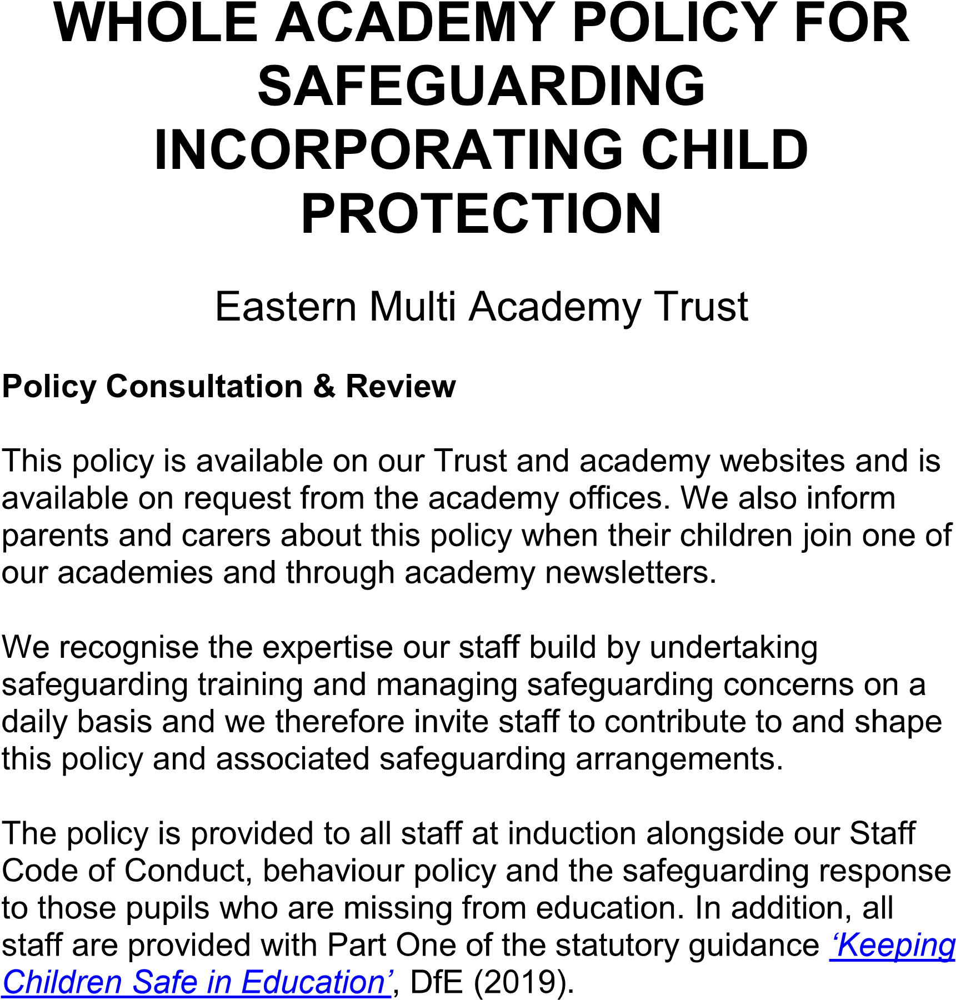 WHOLE ACADEMY POLICY FOR
SAFEGUARDING
INCORPORATING CHILD
PROTECTION
Eastern Multi Academy Trust
Policy Consultation & Review
This policy is available on our Trust and academy websites and is
available on request from the academy offices. We also inform
parents and carers about this policy when their children join one of
our academies and through academy newsletters.
We recognise the expertise our staff build by undertaking
safeguarding training and managing safeguarding concerns on a
daily basis and we therefore invite staff to contribute to and shape
this policy and associated safeguarding arrangements.
The policy is provided to all staff at induction alongside our Staff
Code of Conduct, behaviour policy and the safeguarding response
to those pupils who are missing from education. In addition, all
staff are provided with Part One of the statutory guidance ‘Keeping
Children Safe in Education’, DfE (2019).